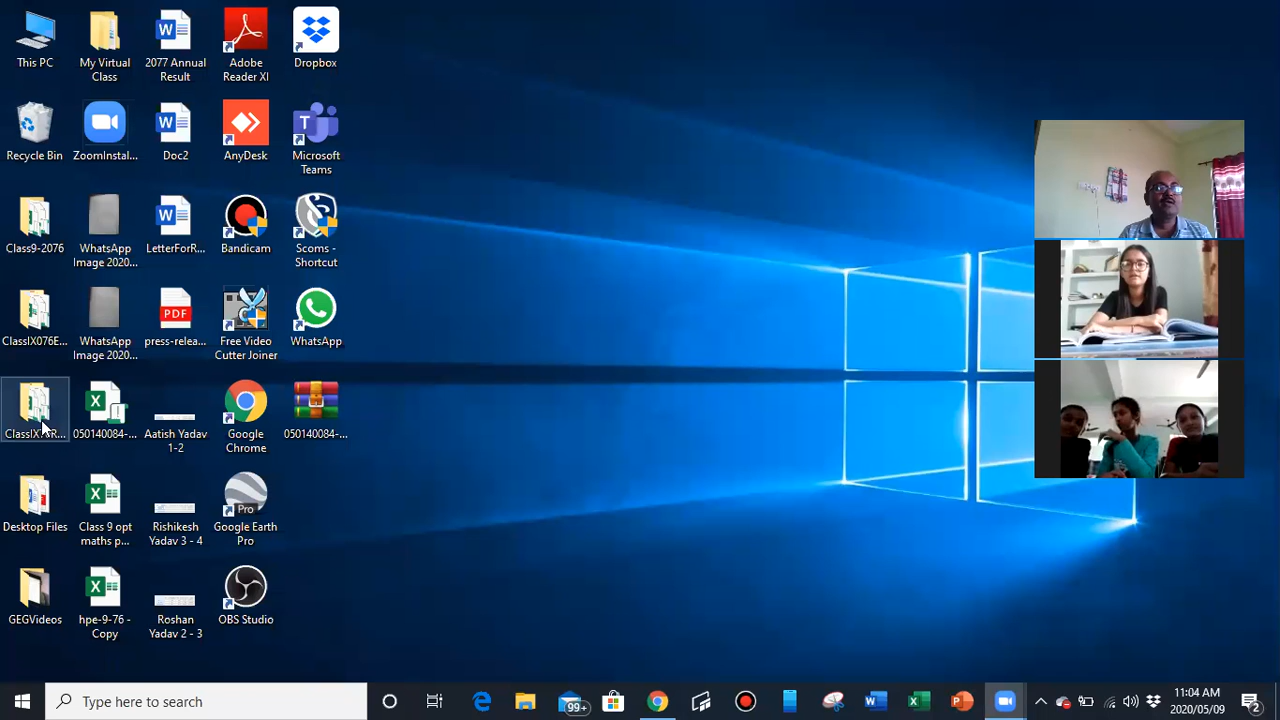 This PC
My Virtual
Class
2077 Annual
Result
Adobe
Reader XI
Dropbox
Recycle Bin
ZoomInstal...
Doc2
AnyDesk
Microsoft
Teams
Class9-2076
WhatsApp
Image 2020...
LetterForR...
Bandicam
Scoms -
Shortcut
ClassIX076E...
WhatsApp
Image 2020...
PDF
press-relea...
Free Video
Cutter Joiner
WhatsApp
050140084-...
Aatish Yadav
1-2
Google
Chrome
050140084-...
Desktop Files
Class 9 opt
maths p...
Rishikesh
Yadav 3 - 4
Pro
Google Earth
Pro
GEGVideos
hpe-9-76 -
Copy
Roshan
Yadav 2 - 3
OBS Studio
Type here to search
99+
11:04 AM
2020/05/09
2